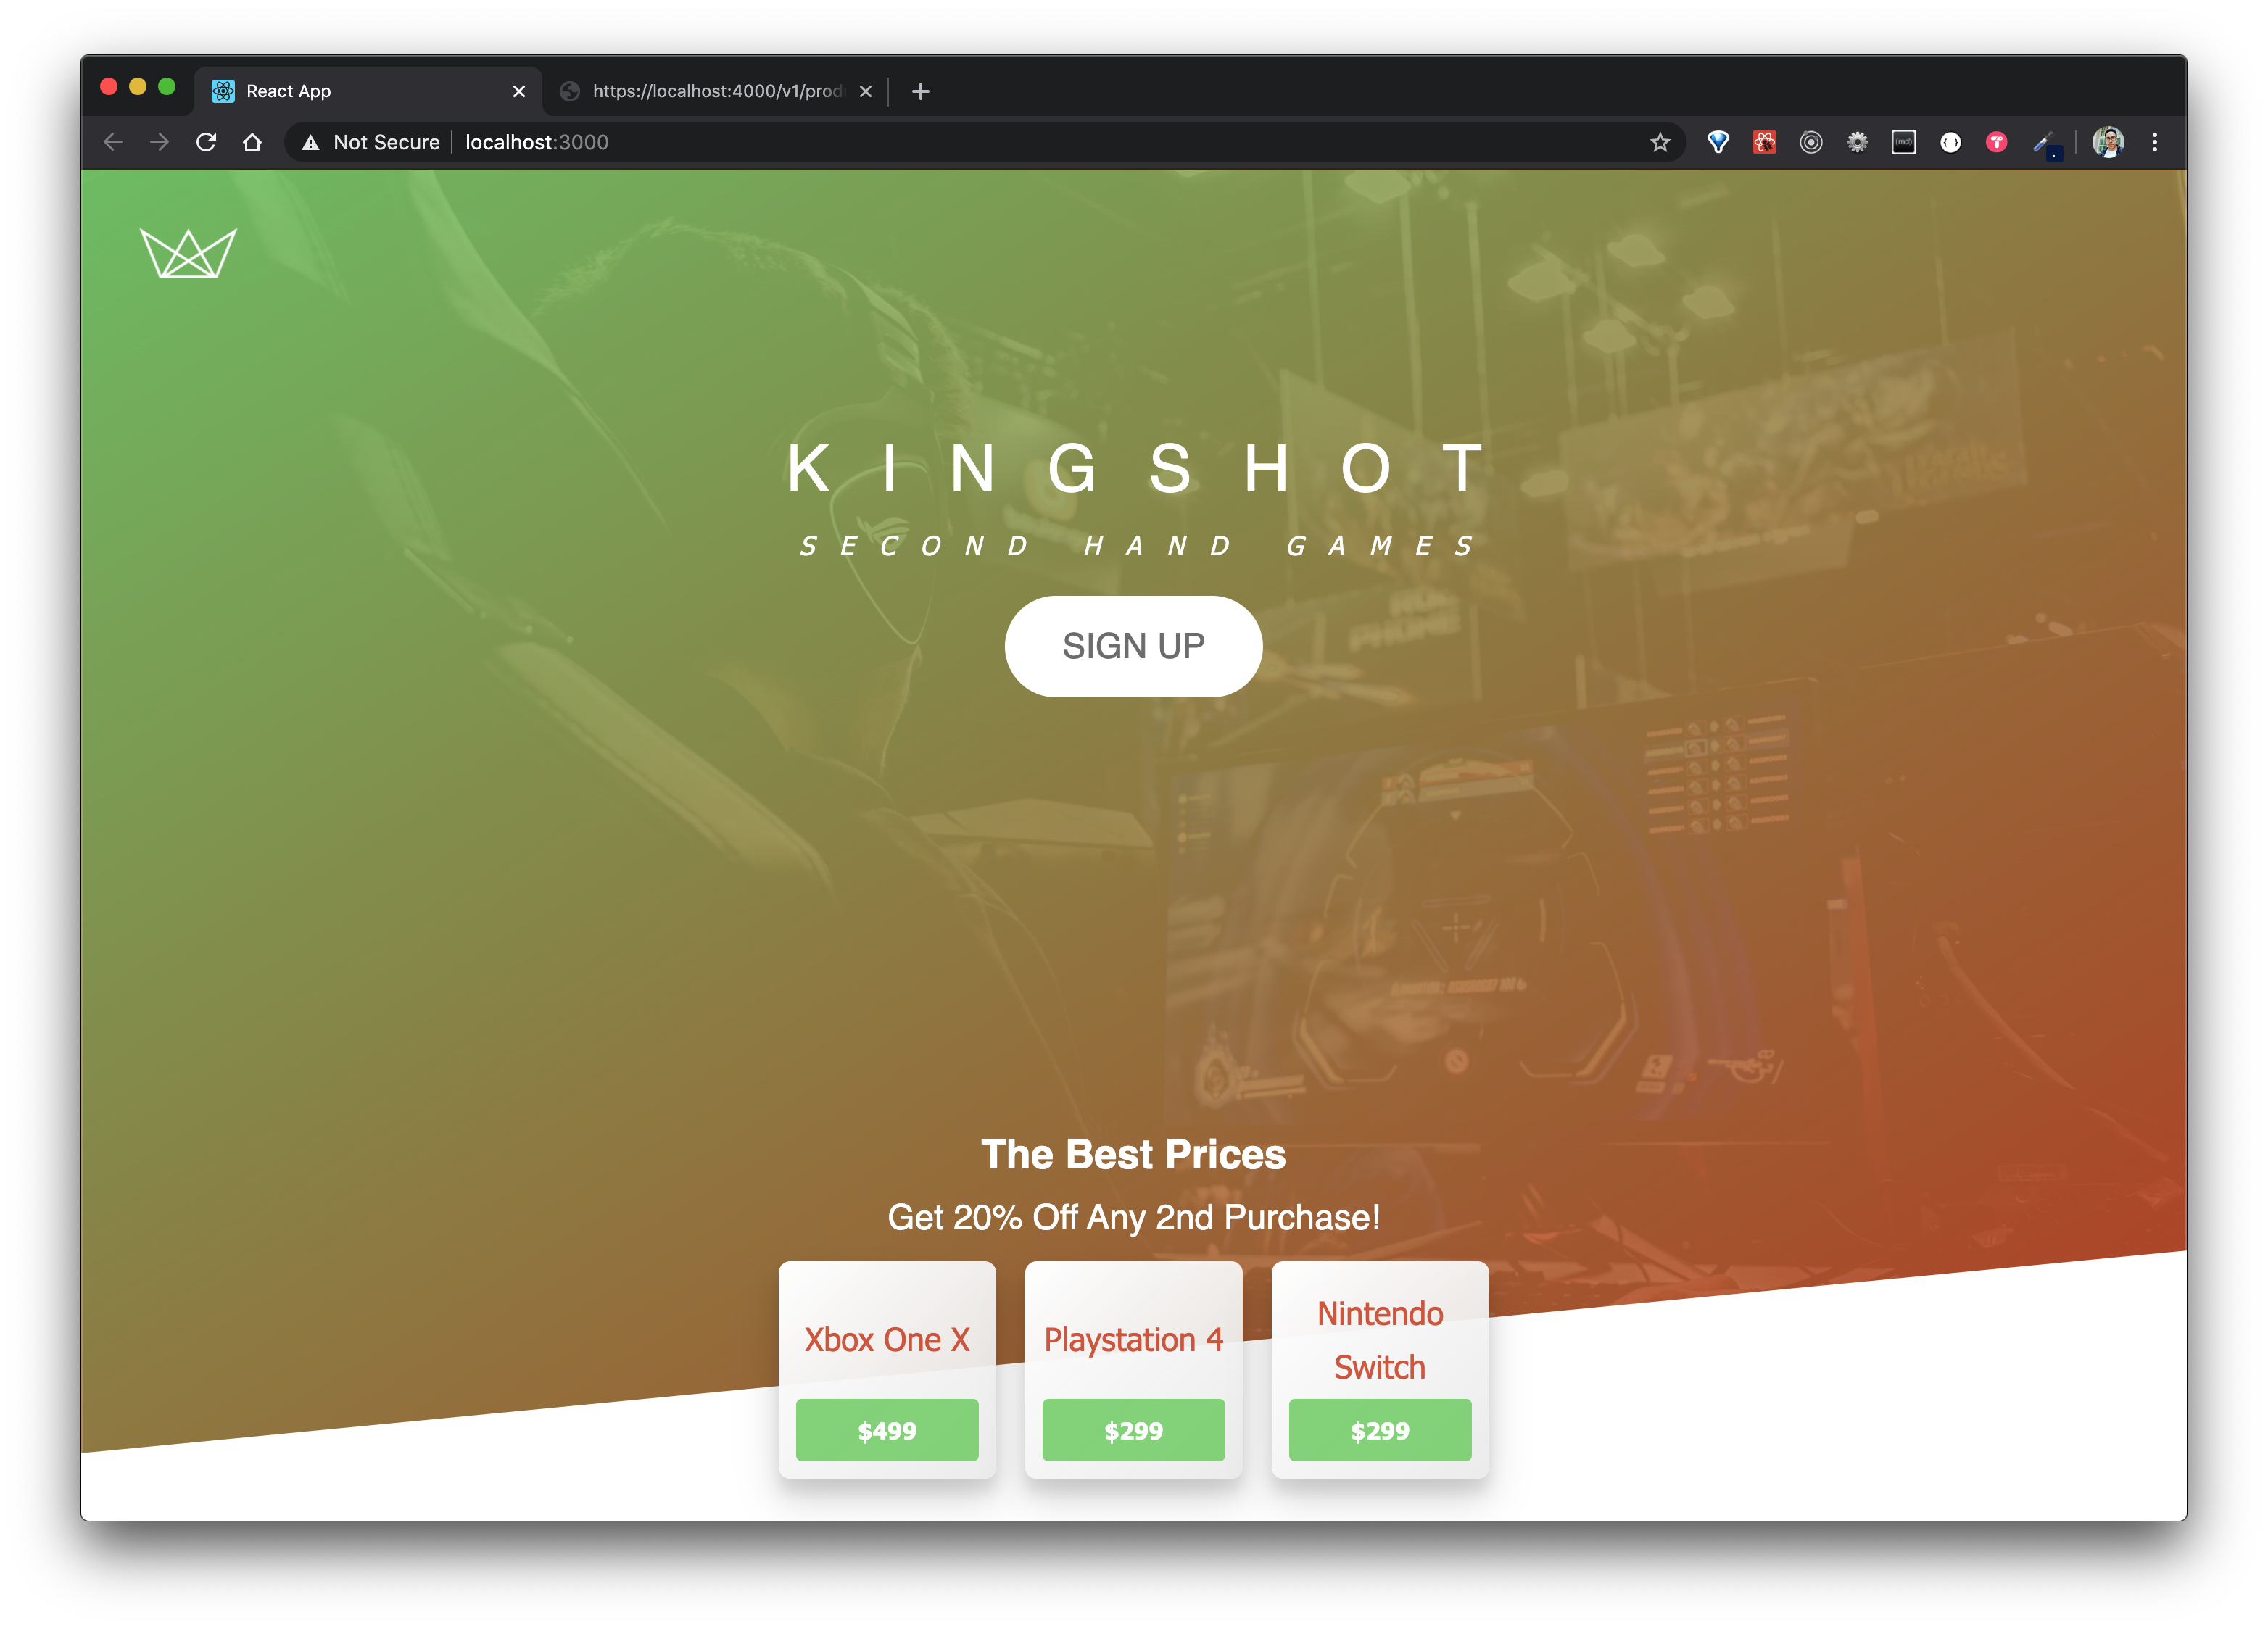 React App
https://localhost:4000/v1/prod
Not Secure
localhost:3000
KINGSHOT
SECOND HAND GAMES
SIGN UP
The Best Prices
Get 20% Off Any 2nd Purchase!
Xbox One X
Playstation 4
Nintendo
Switch
$499
$299
$299